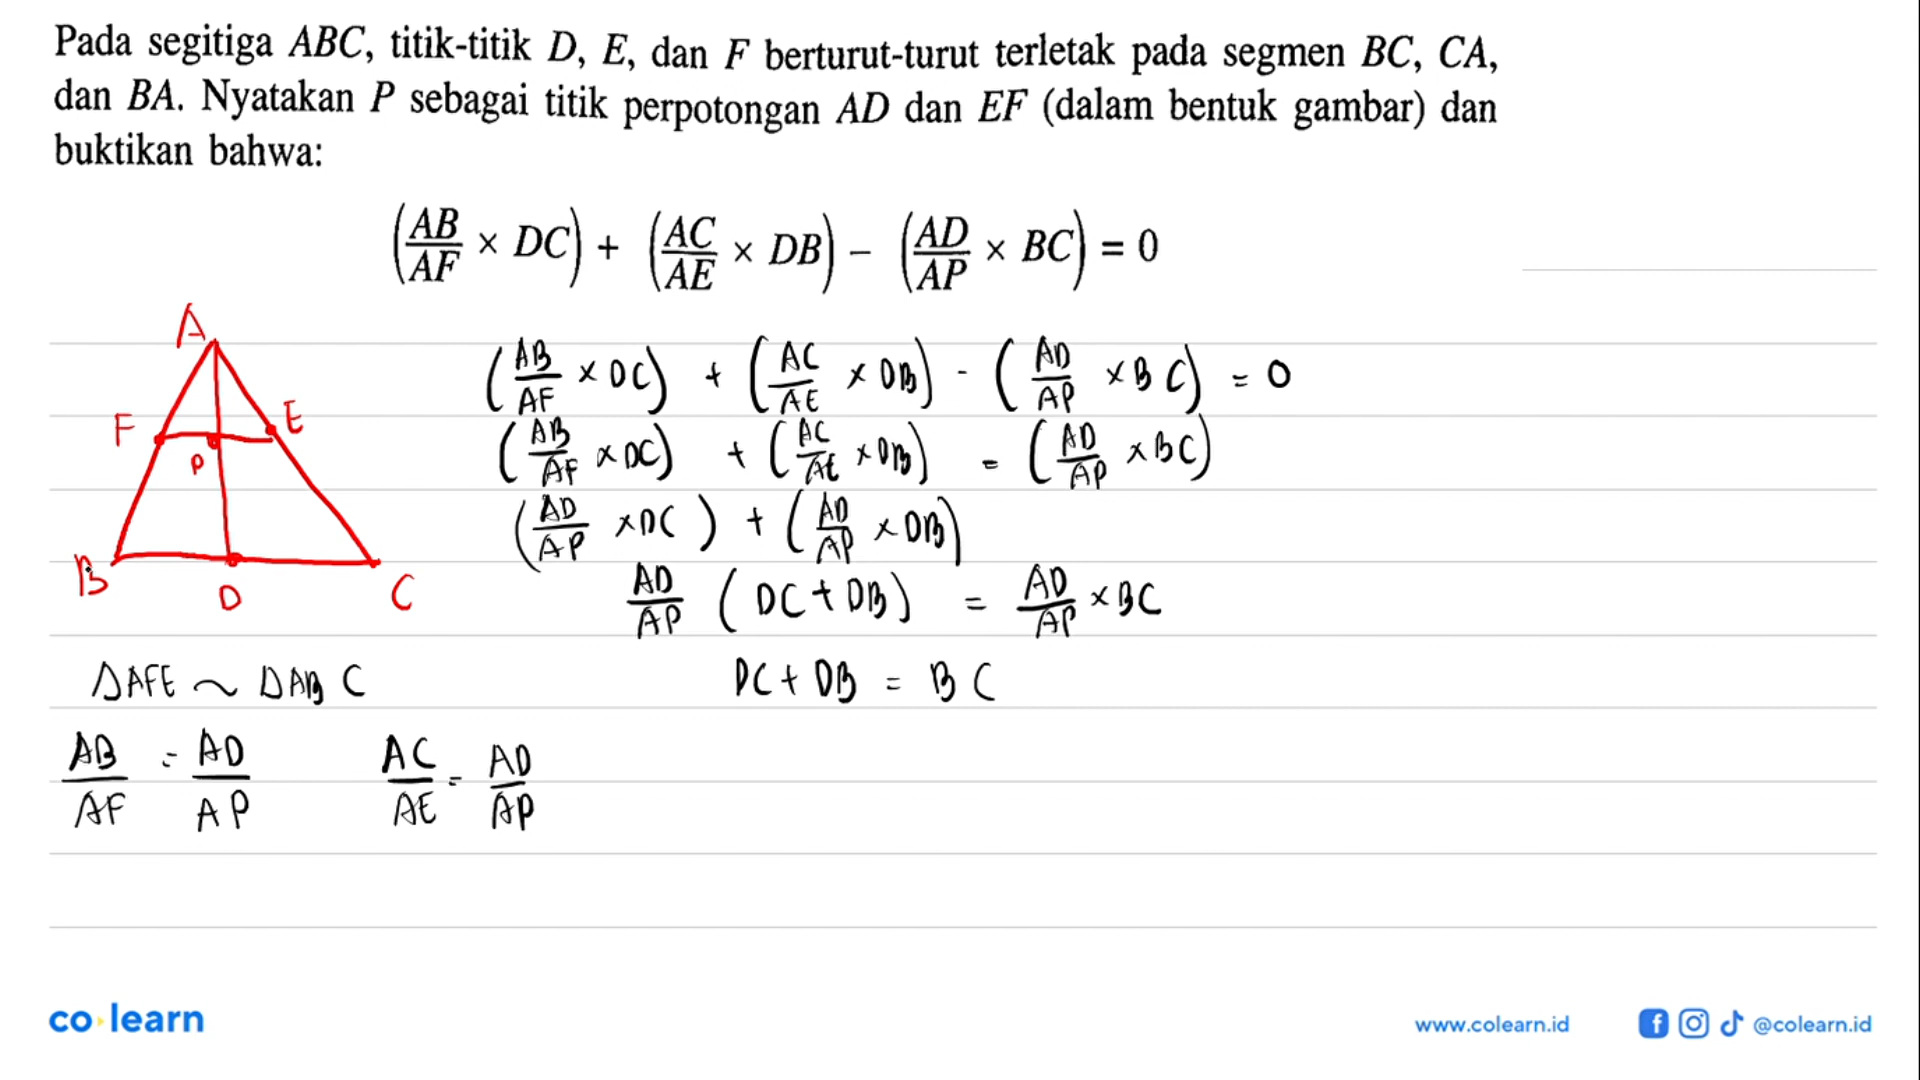 Pada segitiga ABC, titik-titik D, E, dan F berturut-turut terletak pada segmen BC, CA,
dan BA. Nyatakan P sebagai titik perpotongan AD dan EF (dalam bentuk gambar) dan
buktikan bahwa:
(AB/AF × DC) + (AC/AE × DB) − (AD/AP × BC) = 0
A
F
E
P
B
D
C
(AB/AF × DC) + (AC/AE × DB) - (AD/AP × BC) = 0
(AB/AF × DC) + (AC/AE × DB) = (AD/AP × BC)
(AD/AP × DC) + (AD/AP × DB)
AD/AP (DC + DB) = AD/AP × BC
DC + DB = BC
ΔAFE ~ ΔABC
AB/AF = AD/AP AC/AE = AD/AP
co learn
www.colearn.id
@colearn.id